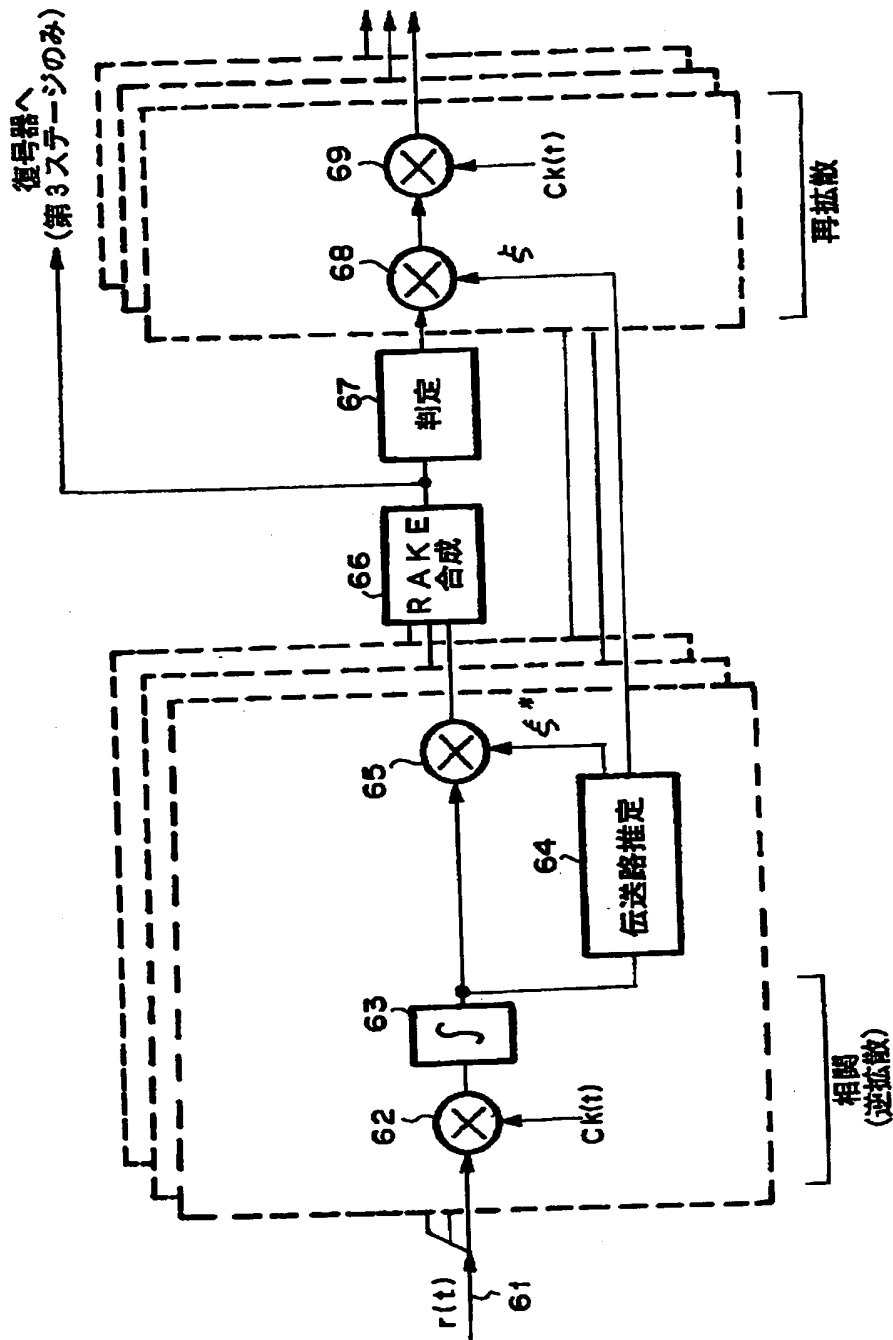 復号器へ
(第3ステージのみ)
r(t)
61
62
Ck(t)
63
∫
相関
(逆拡散)
64
伝送路推定
65
ξ*
66
RAKE
合成
67
判定
68
ξ
69
Ck(t)
再拡散